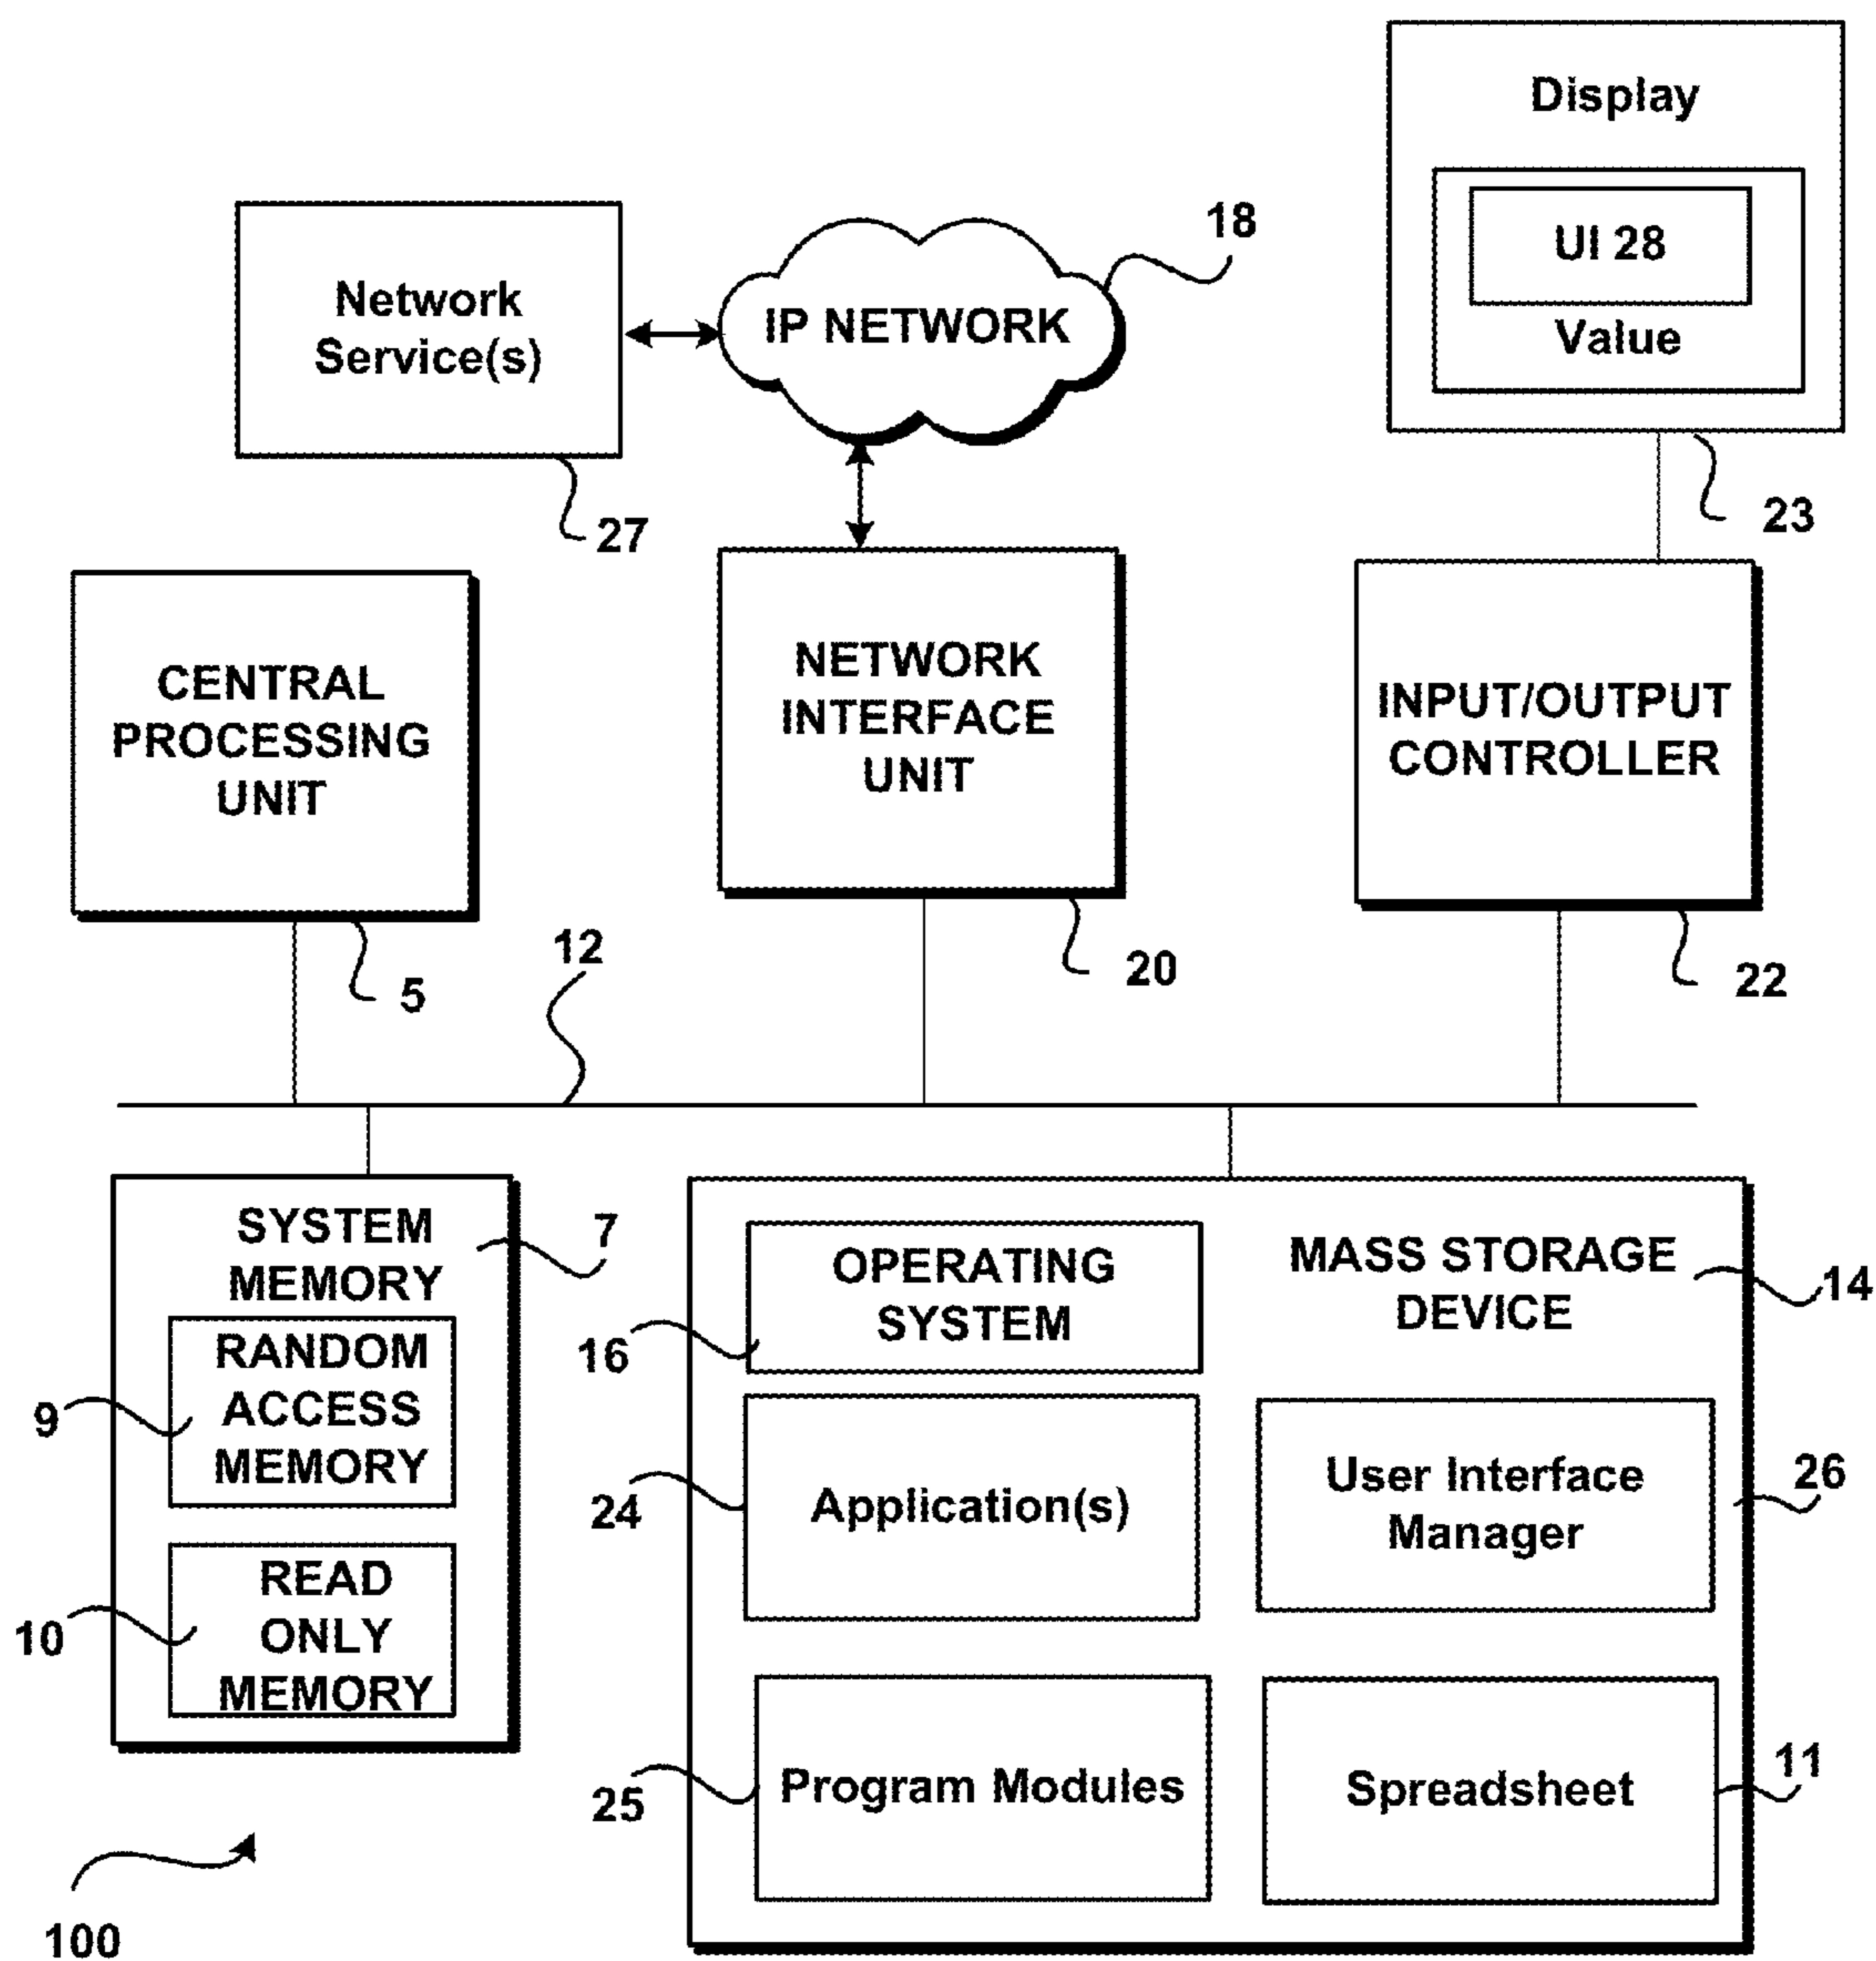 Display
UI 28
Value
23
Network
Service(s)
27
IP NETWORK
18
CENTRAL
PROCESSING
UNIT
5
NETWORK
INTERFACE
UNIT
20
INPUT/OUTPUT
CONTROLLER
22
12
SYSTEM
MEMORY
7
RANDOM
ACCESS
MEMORY
9
READ
ONLY
MEMORY
10
OPERATING
SYSTEM
16
MASS STORAGE
DEVICE
14
Application(s)
24
User Interface
Manager
26
Program Modules
25
Spreadsheet
11
100